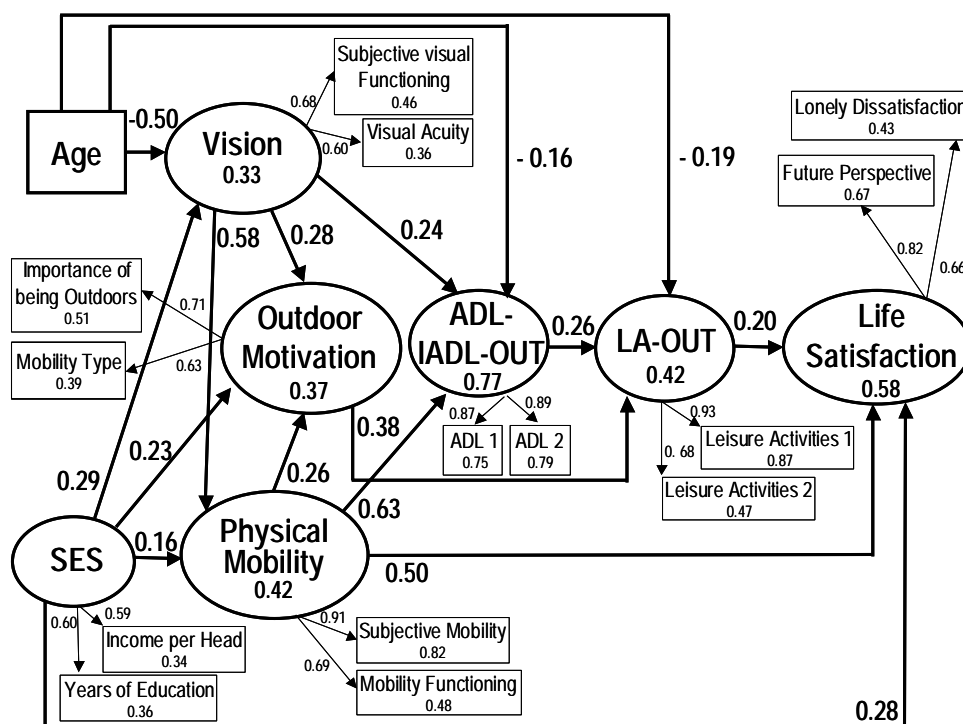 Subjective visual
Functioning
0.46
0.68
Visual Acuity
0.36
0.60
Age
-0.50
Vision
0.33
- 0.16
- 0.19
Lonely Dissatisfaction
0.43
Future Perspective
0.67
0.82
0.66
0.58
0.28
0.24
Importance of
being Outdoors
0.51
0.71
Mobility Type
0.39
0.63
Outdoor
Motivation
0.37
ADL-
IADL-OUT
0.77
0.26
LA-OUT
0.42
0.20
Life
Satisfaction
0.58
0.87
0.89
ADL 1
0.75
ADL 2
0.79
0.93
0. 68
Leisure Activities 1
0.87
Leisure Activities 2
0.47
0.23
0.29
0.38
0.26
0.63
SES
0.16
Physical
Mobility
0.42
0.50
0.60
0.59
Income per Head
0.34
Years of Education
0.36
0.91
Subjective Mobility
0.82
0.69
Mobility Functioning
0.48
0.28